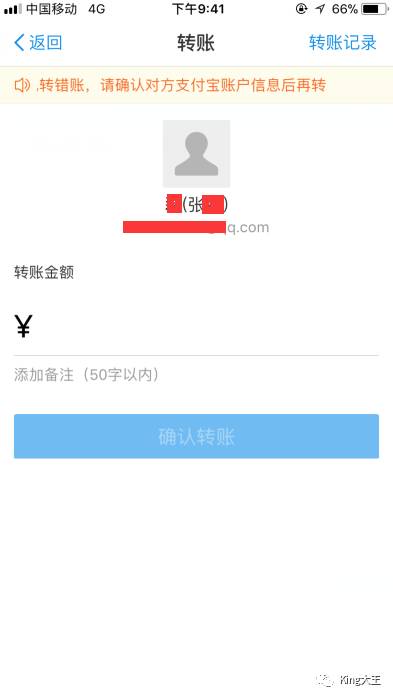 中国移动 4G 下午9:41 66%
返回 转账 转账记录
.转错账，请确认对方支付宝账户信息后再转
(张 )
q.com
转账金额
¥
添加备注（50字以内）
确认转账
King大王